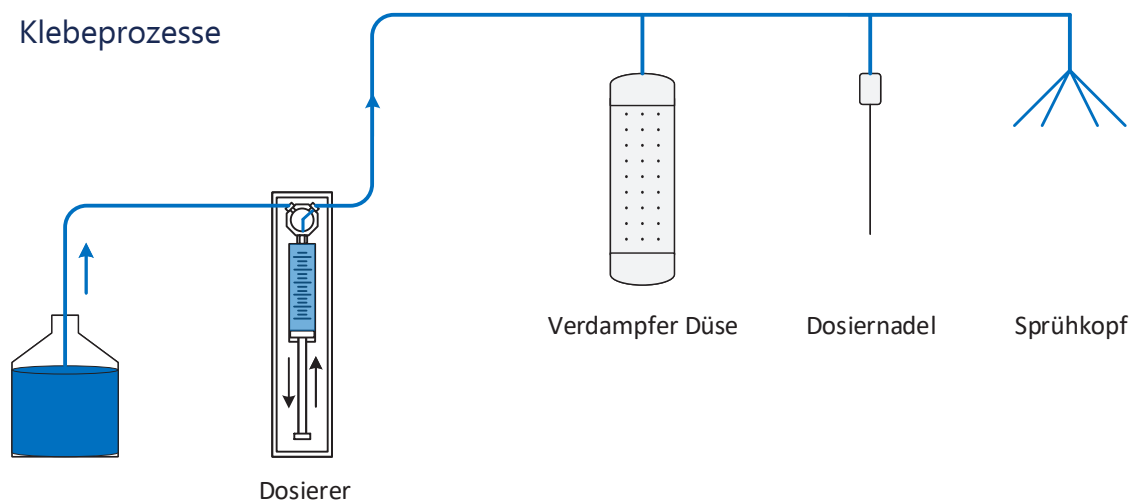 Klebeprozesse
Verdampfer Düse
Dosiernadel
Sprühkopf
Dosierer